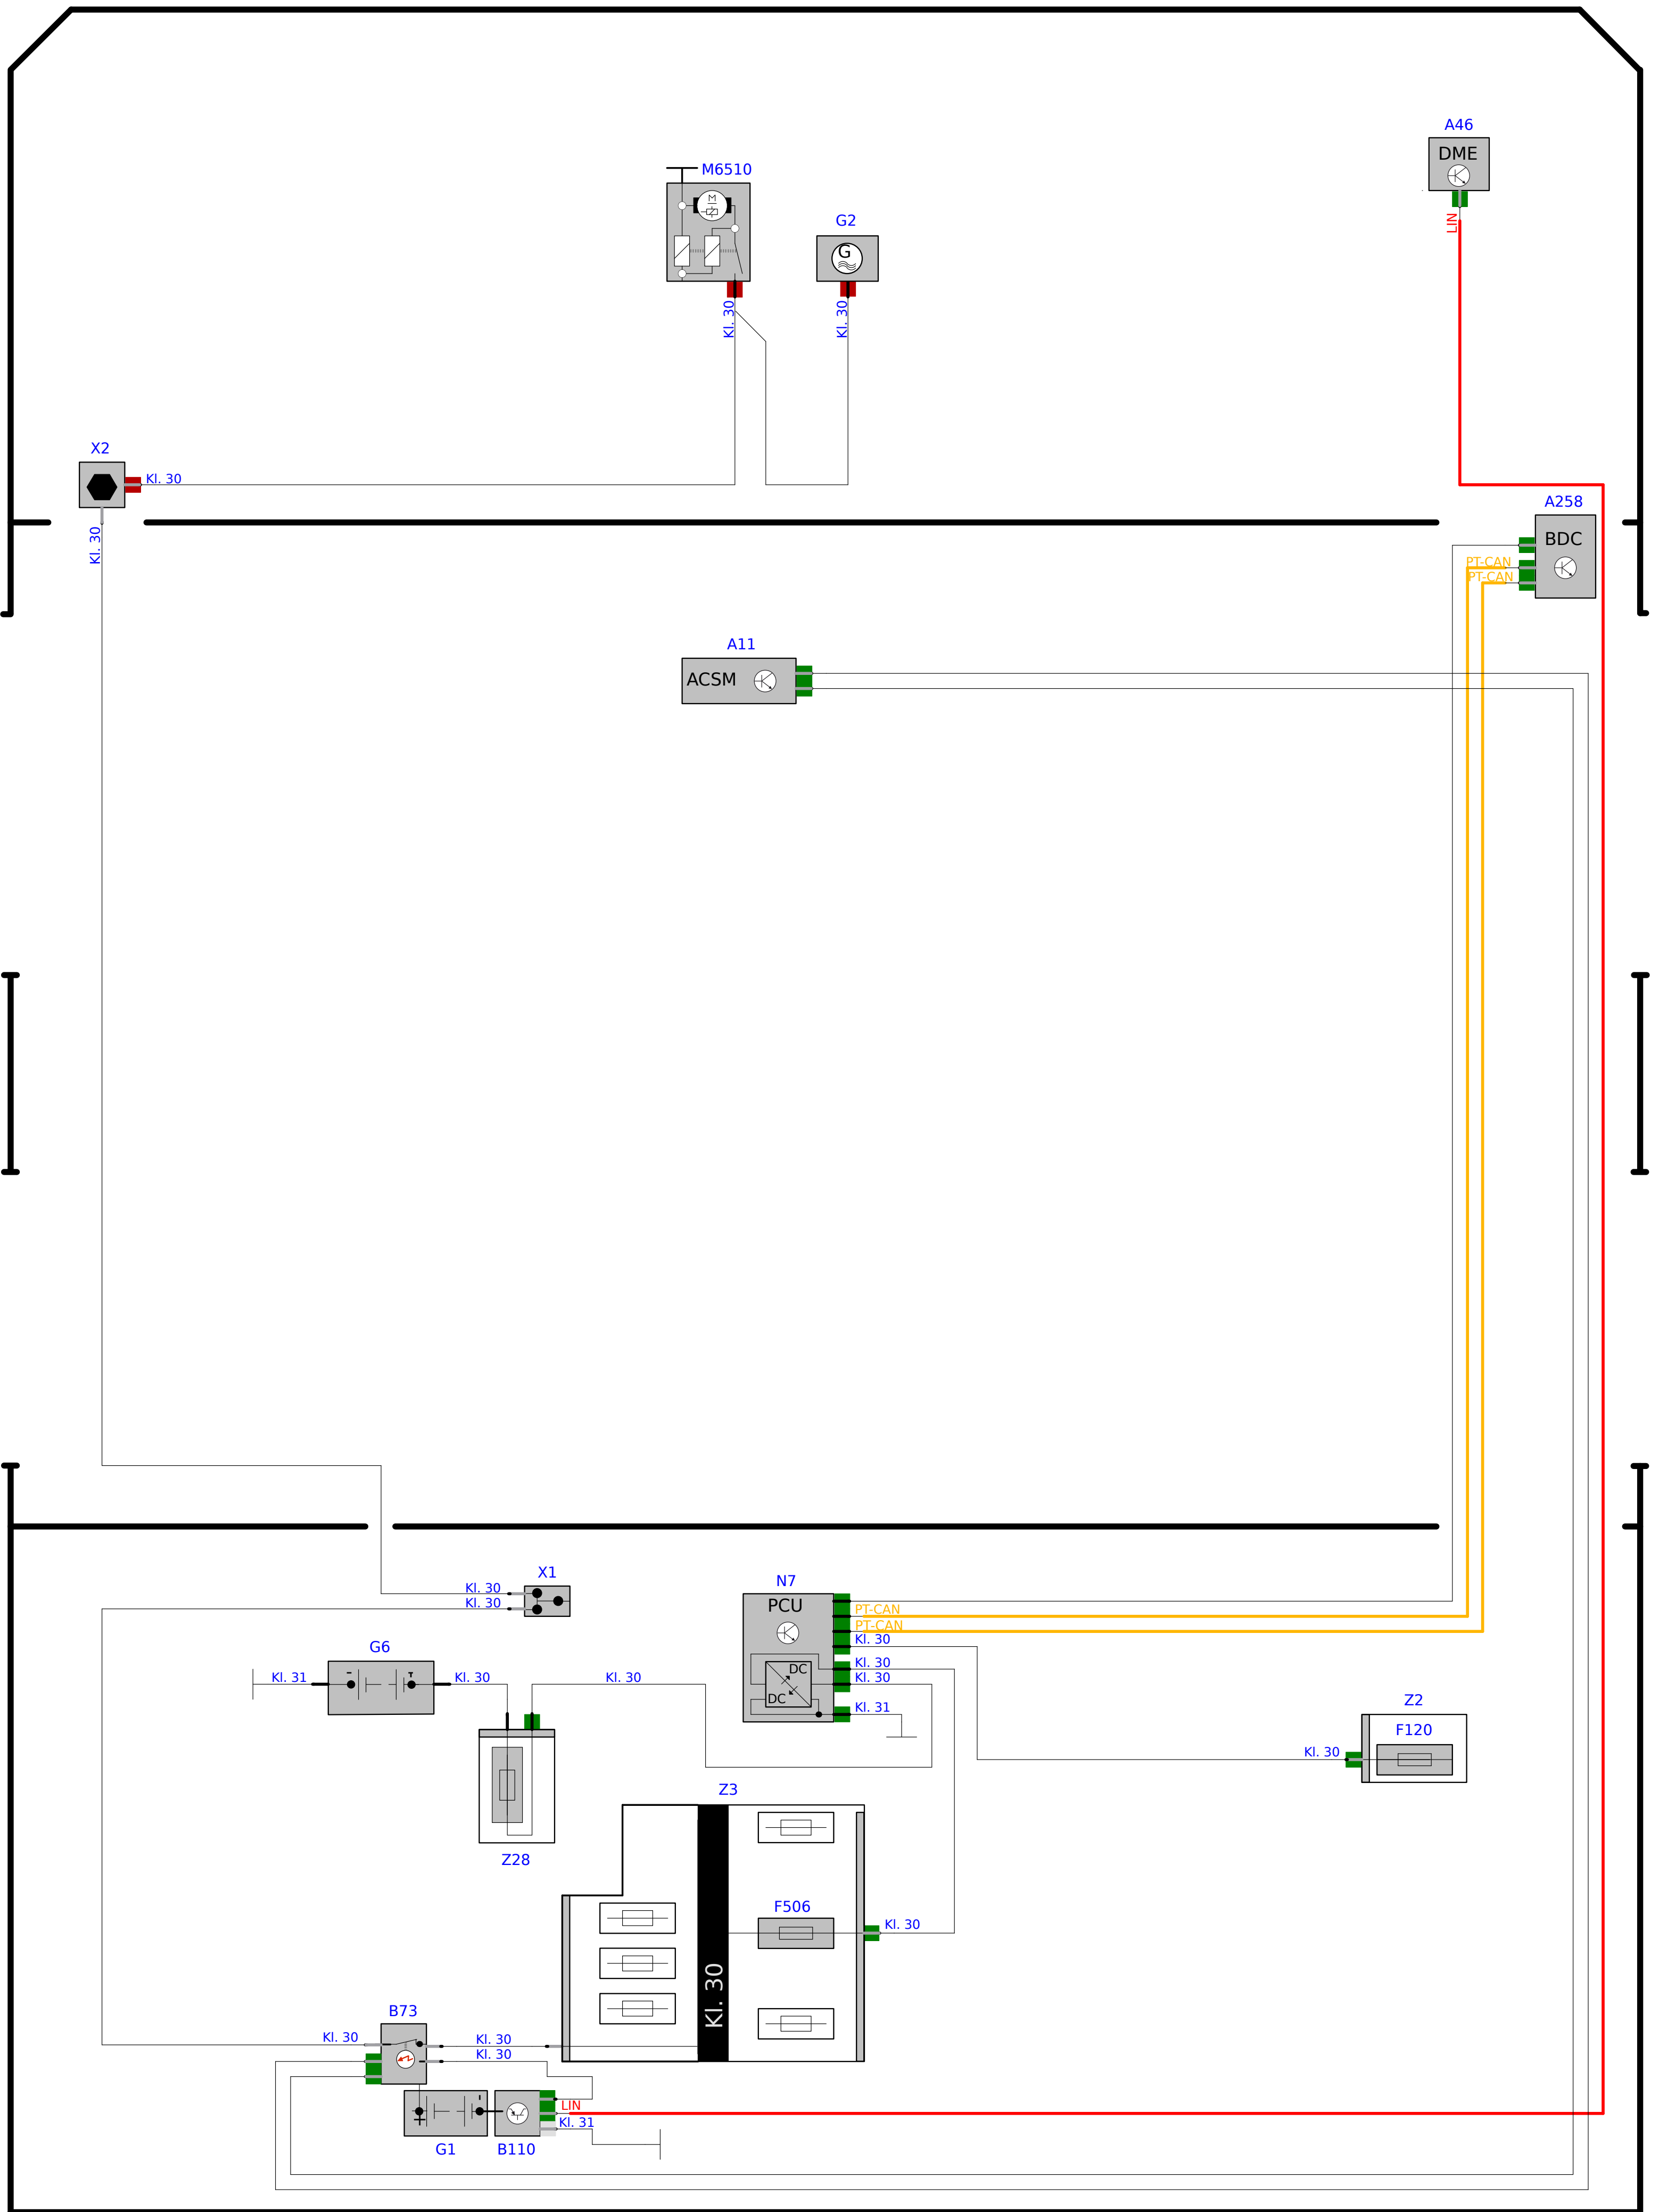 A46
DME
LIN
M6510
M
G2
G
Kl. 30
Kl. 30
X2
Kl. 30
Kl. 30
A258
BDC
PT-CAN
PT-CAN
A11
ACSM
X1
Kl. 30
Kl. 30
N7
PCU
PT-CAN
PT-CAN
Kl. 30
Kl. 30
Kl. 30
DC
DC
Kl. 31
G6
Kl. 31
-
Kl. 30
Kl. 30
Z2
F120
Kl. 30
Z28
Z3
F506
Kl. 30
Kl. 30
B73
Kl. 30
Kl. 30
Kl. 30
LIN
Kl. 31
+
G1
B110